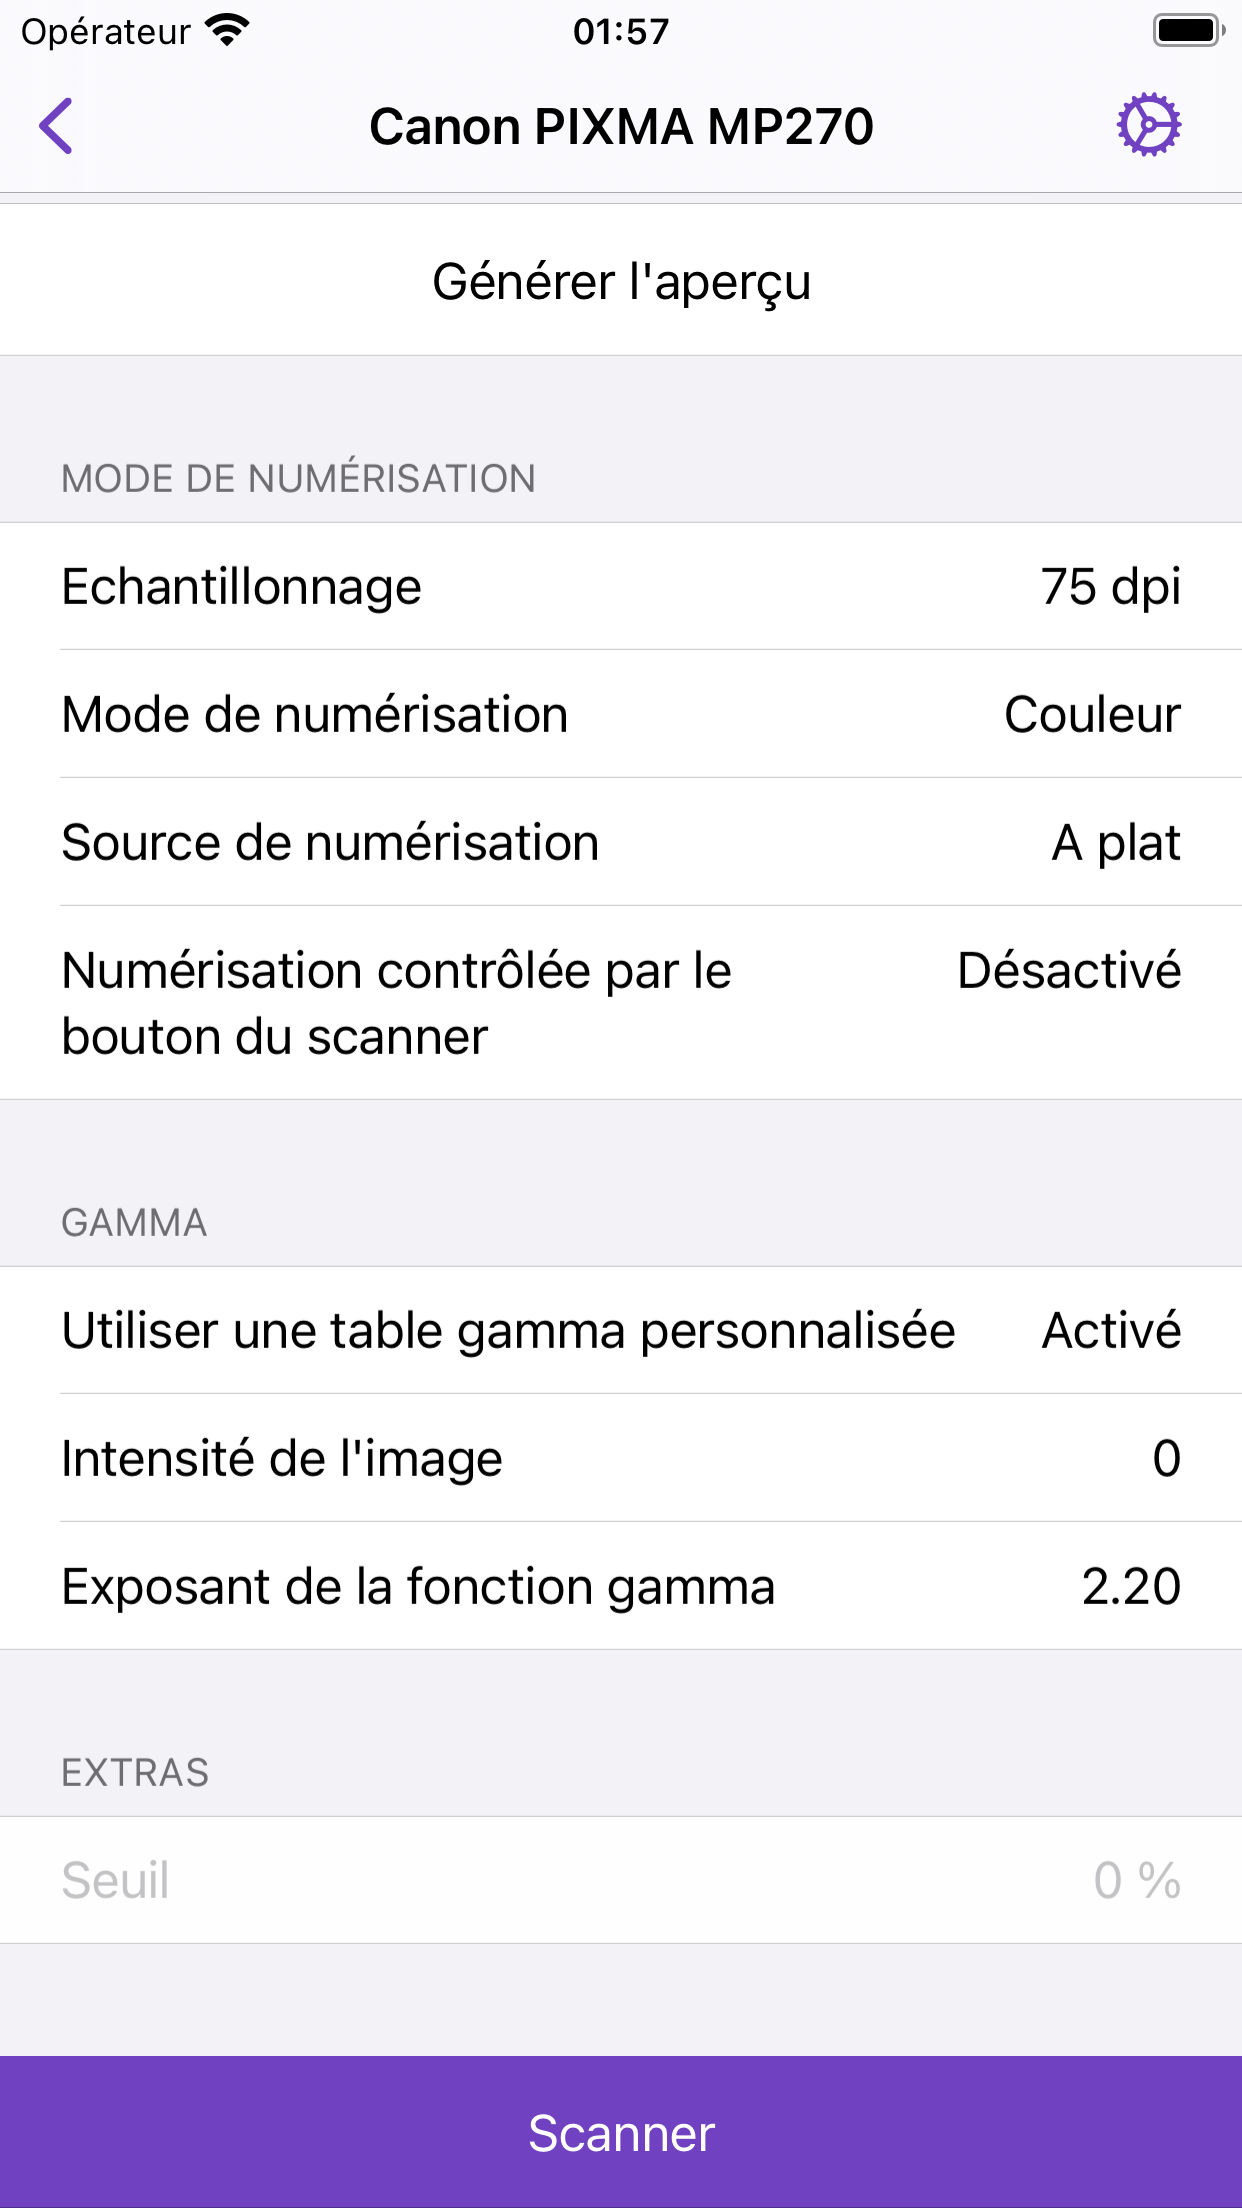 Opérateur 01:57
Canon PIXMA MP270
Générer l'aperçu
MODE DE NUMÉRISATION
Echantillonnage 75 dpi
Mode de numérisation Couleur
Source de numérisation A plat
Numérisation contrôlée par le Désactivé
bouton du scanner
GAMMA
Utiliser une table gamma personnalisée Activé
Intensité de l'image 0
Exposant de la fonction gamma 2.20
EXTRAS
Seuil 0 %
Scanner